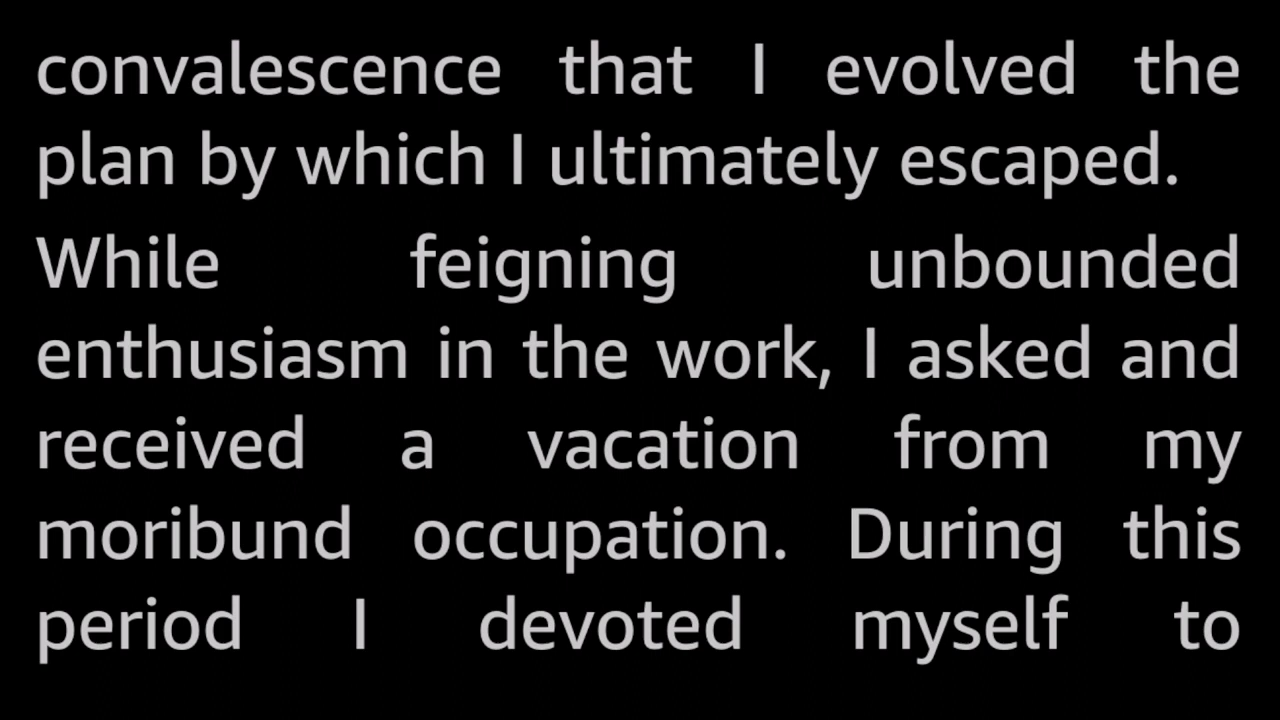 convalescence that I evolved the
plan by which I ultimately escaped.
While feigning unbounded
enthusiasm in the work, I asked and
received a vacation from my
moribund occupation. During this
period I devoted myself to